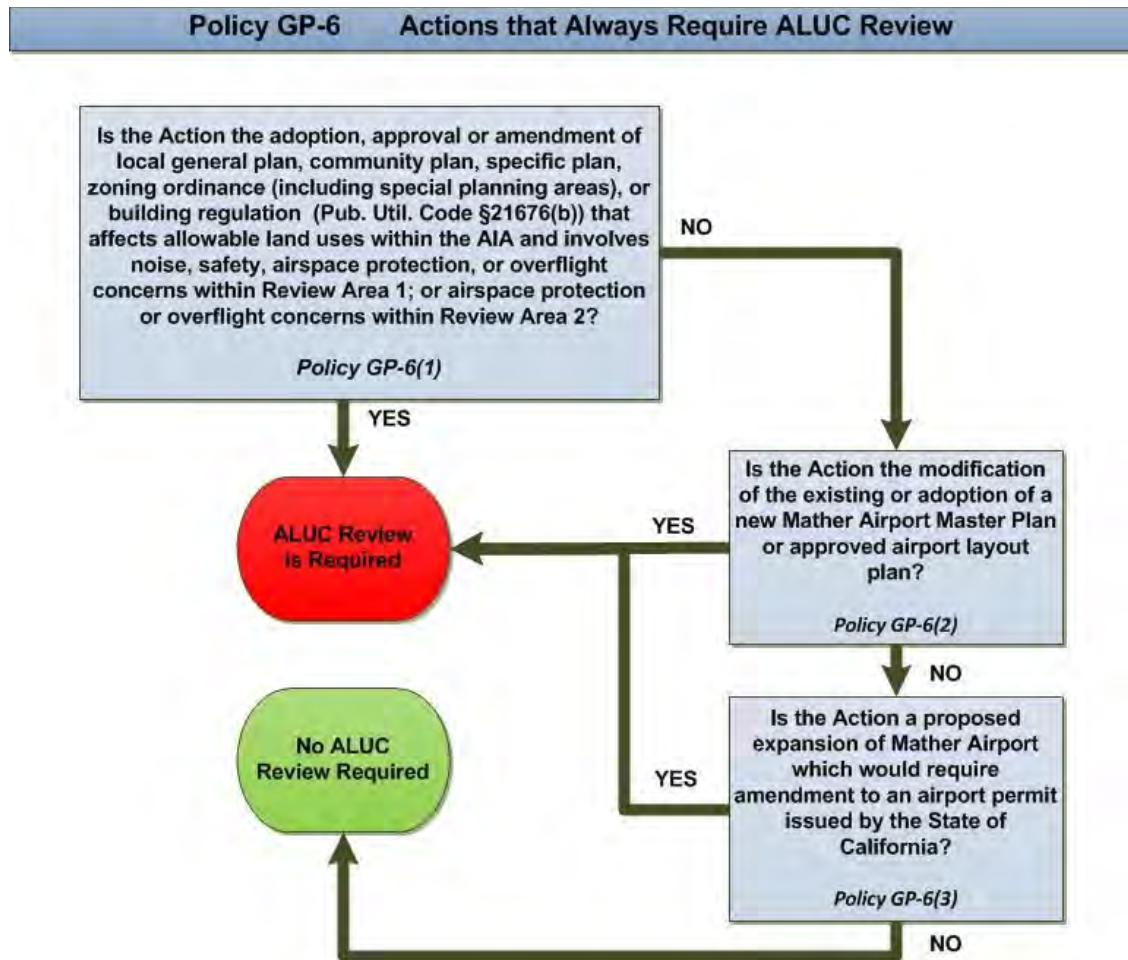 Policy GP-6 Actions that Always Require ALUC Review
Is the Action the adoption, approval or amendment of
local general plan, community plan, specific plan,
zoning ordinance (including special planning areas), or
building regulation (Pub. Util. Code §21676(b)) that
affects allowable land uses within the AIA and involves
noise, safety, airspace protection, or overflight
concerns within Review Area 1; or airspace protection
or overflight concerns within Review Area 2?
Policy GP-6(1)
NO
YES
Is the Action the modification
of the existing or adoption of a
new Mather Airport Master Plan
or approved airport layout
plan?
Policy GP-6(2)
YES
ALUC Review
is Required
NO
Is the Action a proposed
expansion of Mather Airport
which would require
amendment to an airport permit
issued by the State of
California?
Policy GP-6(3)
YES
No ALUC
Review Required
NO